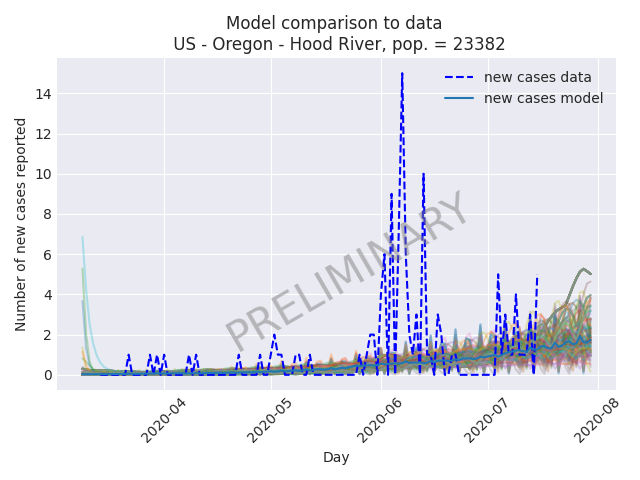 Model comparison to data
US - Oregon - Hood River, pop. = 23382
new cases data
new cases model
Number of new cases reported
14
12
10
8
6
4
2
0
PRELIMINARY
2020-04
2020-05
2020-06
2020-07
2020-08
Day